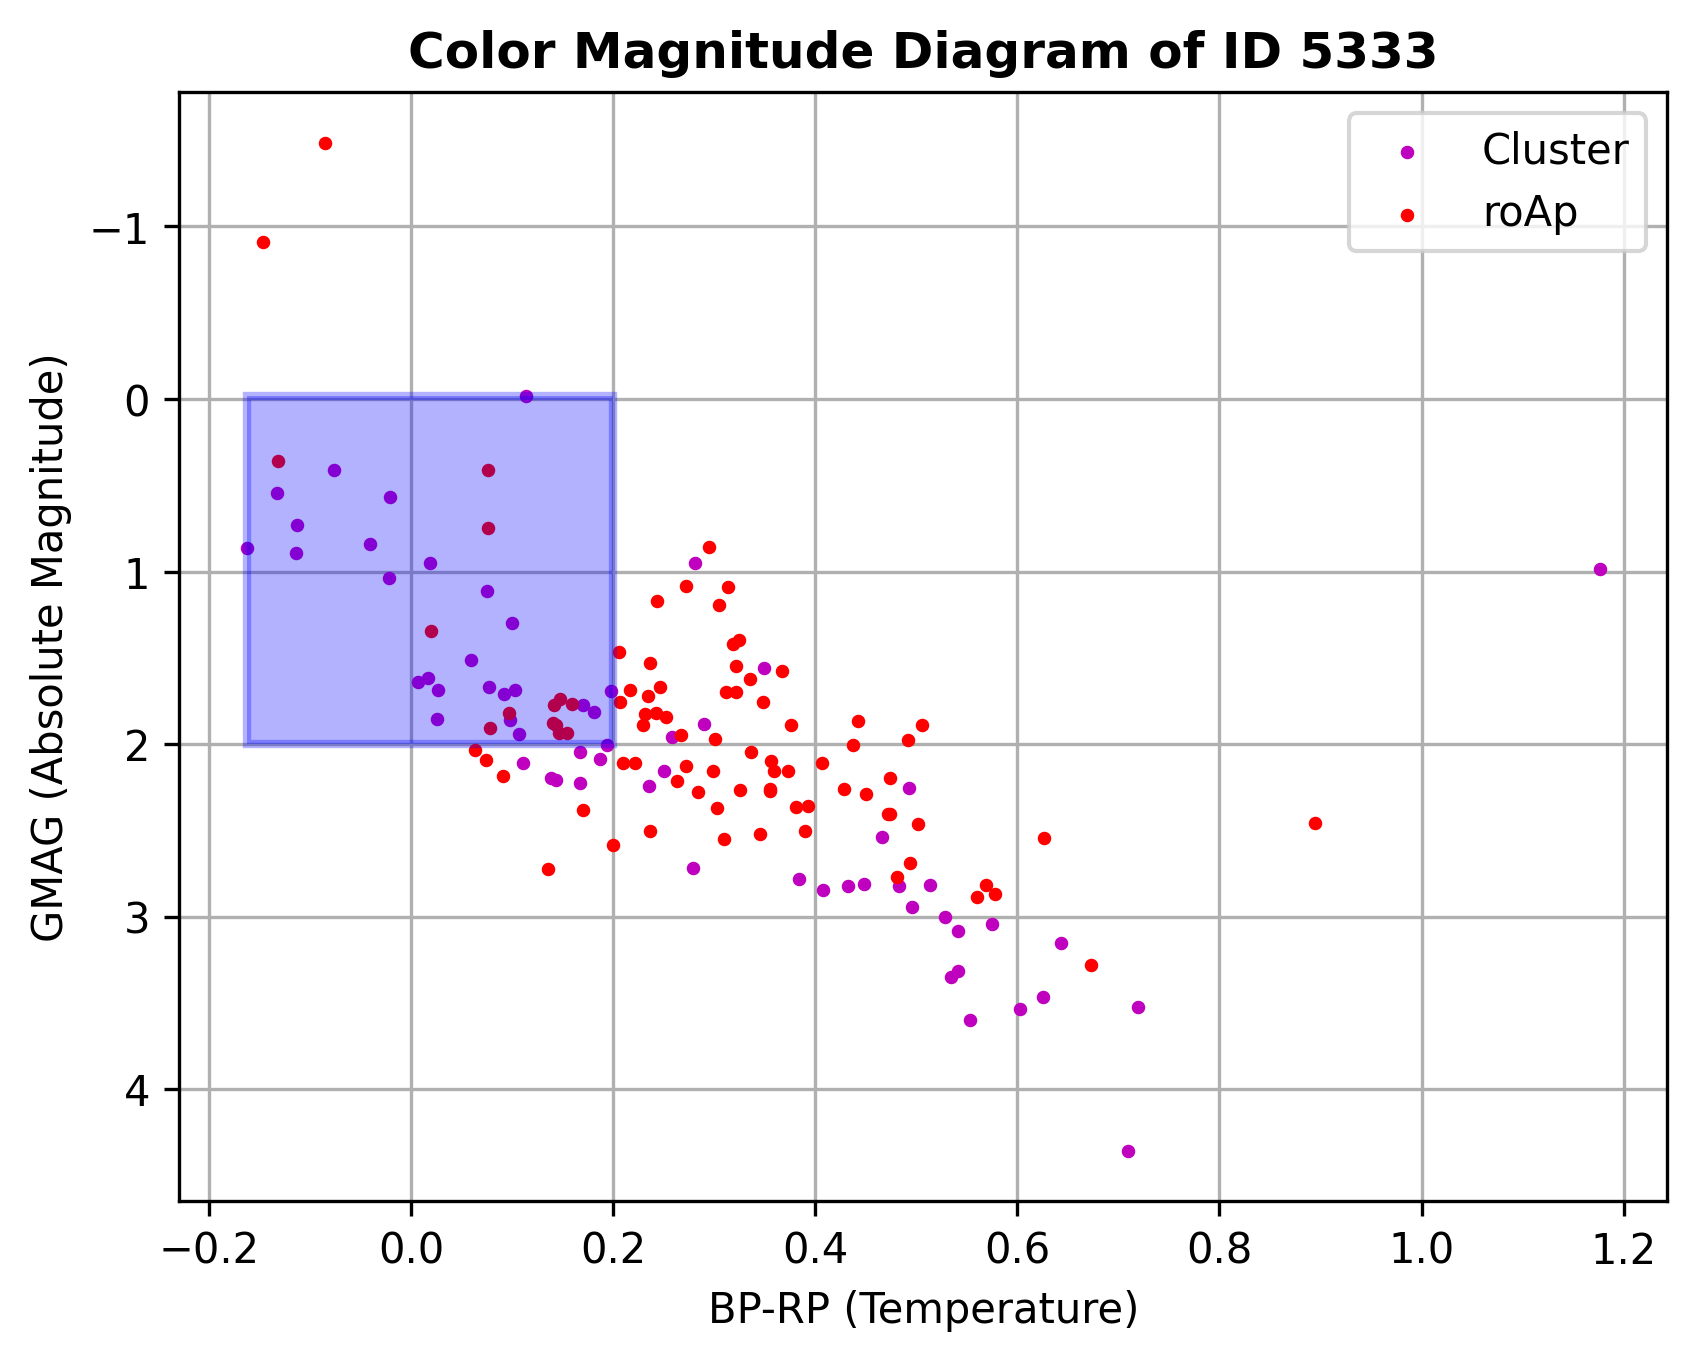 Color Magnitude Diagram of ID 5333
Cluster
roAp
−1
0
1
2
3
4
GMAG (Absolute Magnitude)
−0.2 0.0 0.2 0.4 0.6 0.8 1.0 1.2
BP-RP (Temperature)